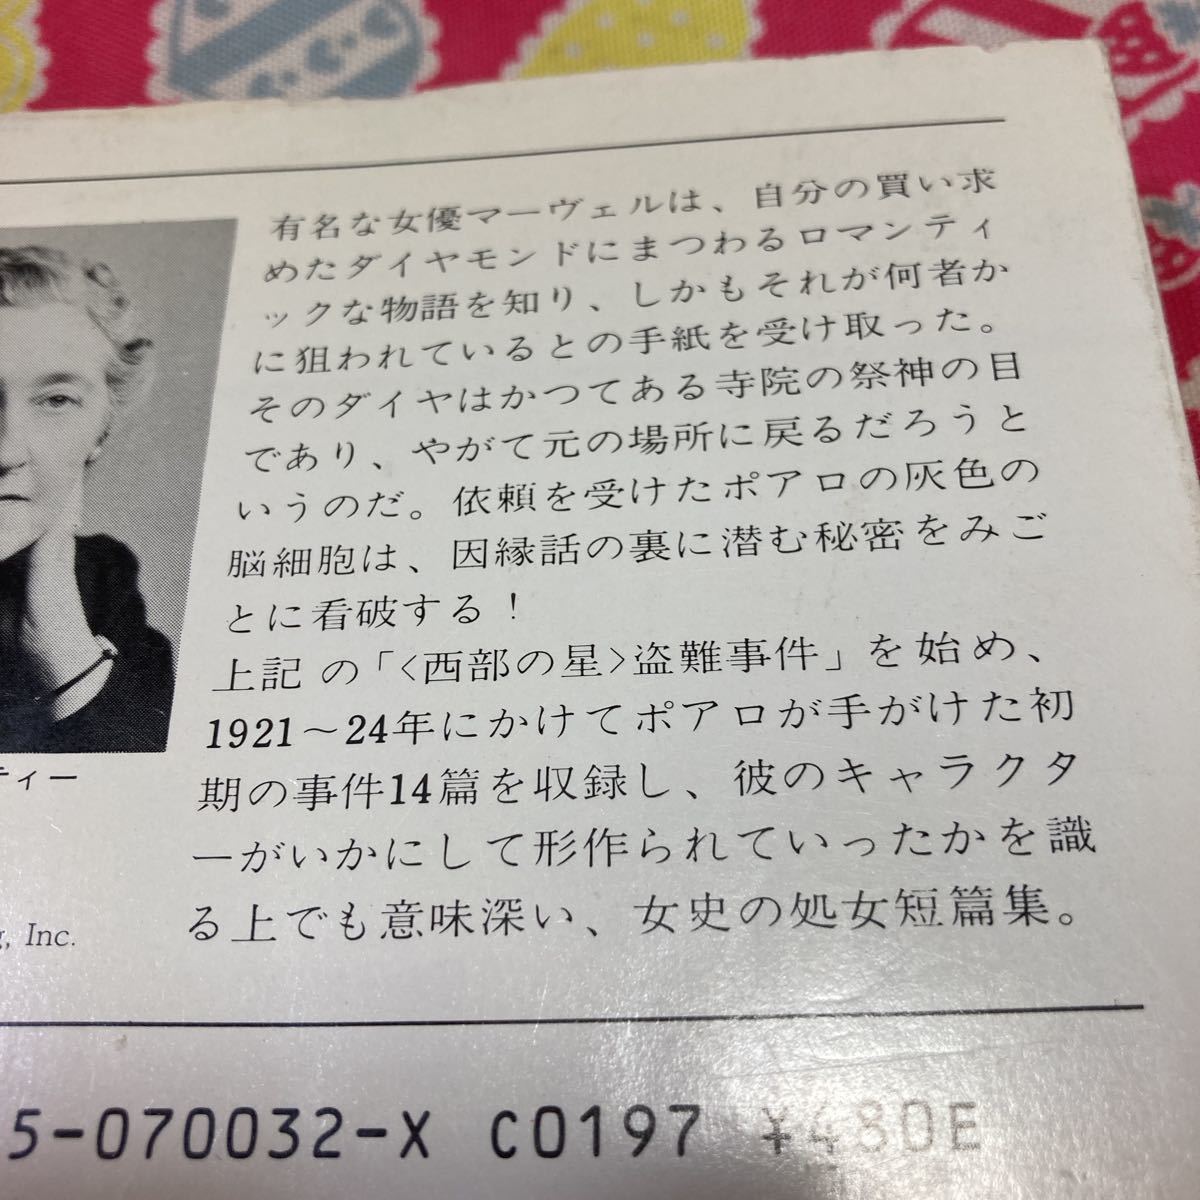 有名な女優マーヴェルは、自分の買い求
めたダイヤモンドにまつわるロマンティ
ックな物語を知り、しかもそれが何者か
に狙われているとの手紙を受け取った。
そのダイヤはかつてある寺院の祭神の目
であり、やがて元の場所に戻るだろうと
いうのだ。依頼を受けたポアロの灰色の
脳細胞は、因縁話の裏に潜む秘密をみご
とに看破する！
上記の「〈西部の星〉盗難事件」を始め、
1921〜24年にかけてポアロが手がけた初
期の事件14篇を収録し、彼のキャラクタ
ーがいかにして形作られていったかを識
る上でも意味深い、女史の処女短篇集。
ティー
, Inc.
5-070032-X C0197 ¥480E